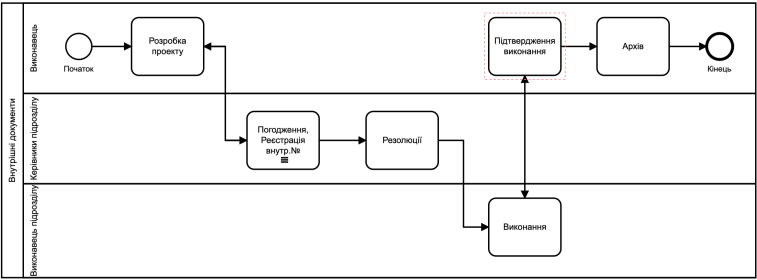 Внутрішні документи
Виконавець
Початок
Розробка
проекту
Підтвердження
виконання
Архів
Кінець
Керівники підрозділу
Погодження,
Реєстрація
внутр.№
Резолюції
Виконавець підрозділу
Виконання